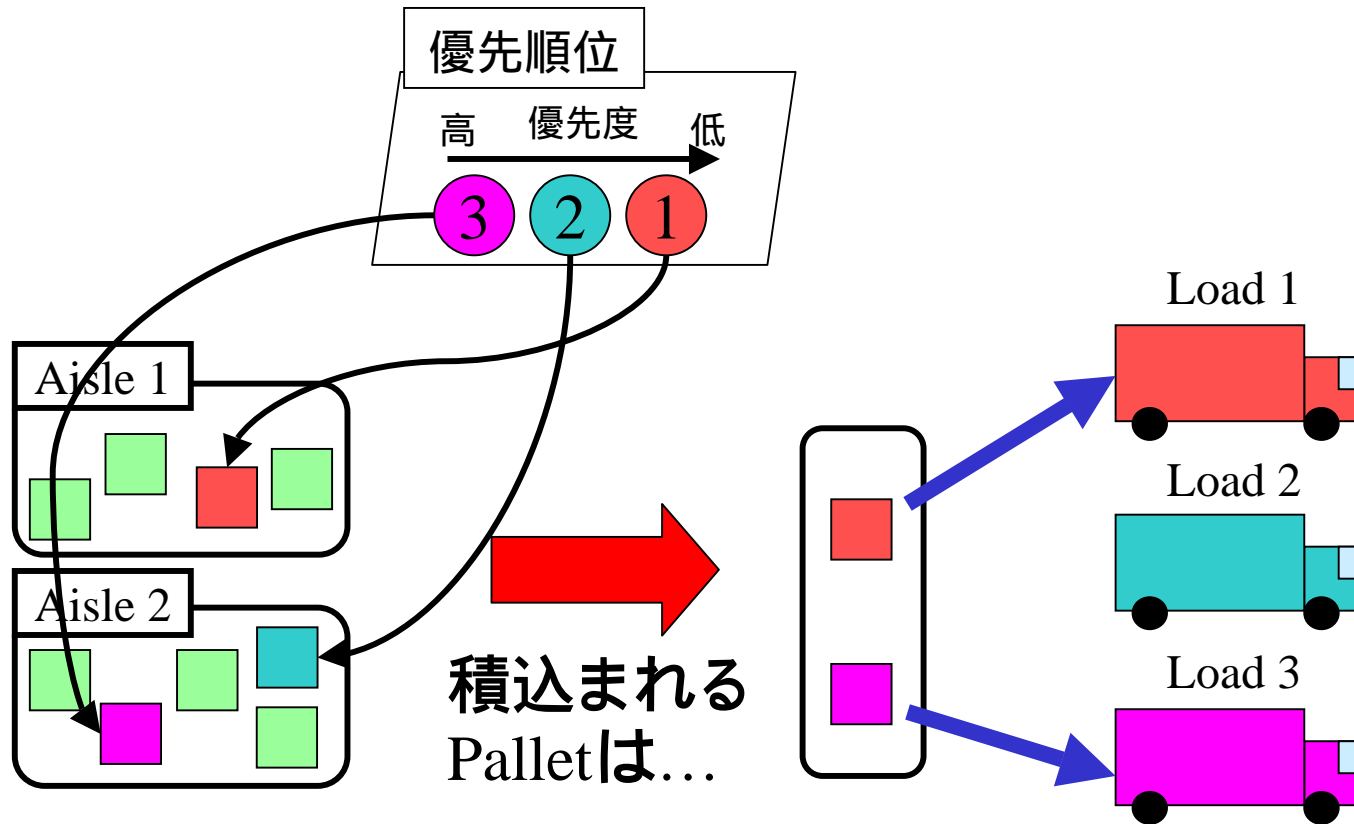 優先順位
高 優先度 低
3 2 1
Load 1
Aisle 1
Load 2
Aisle 2
積込まれる
Palletは…
Load 3